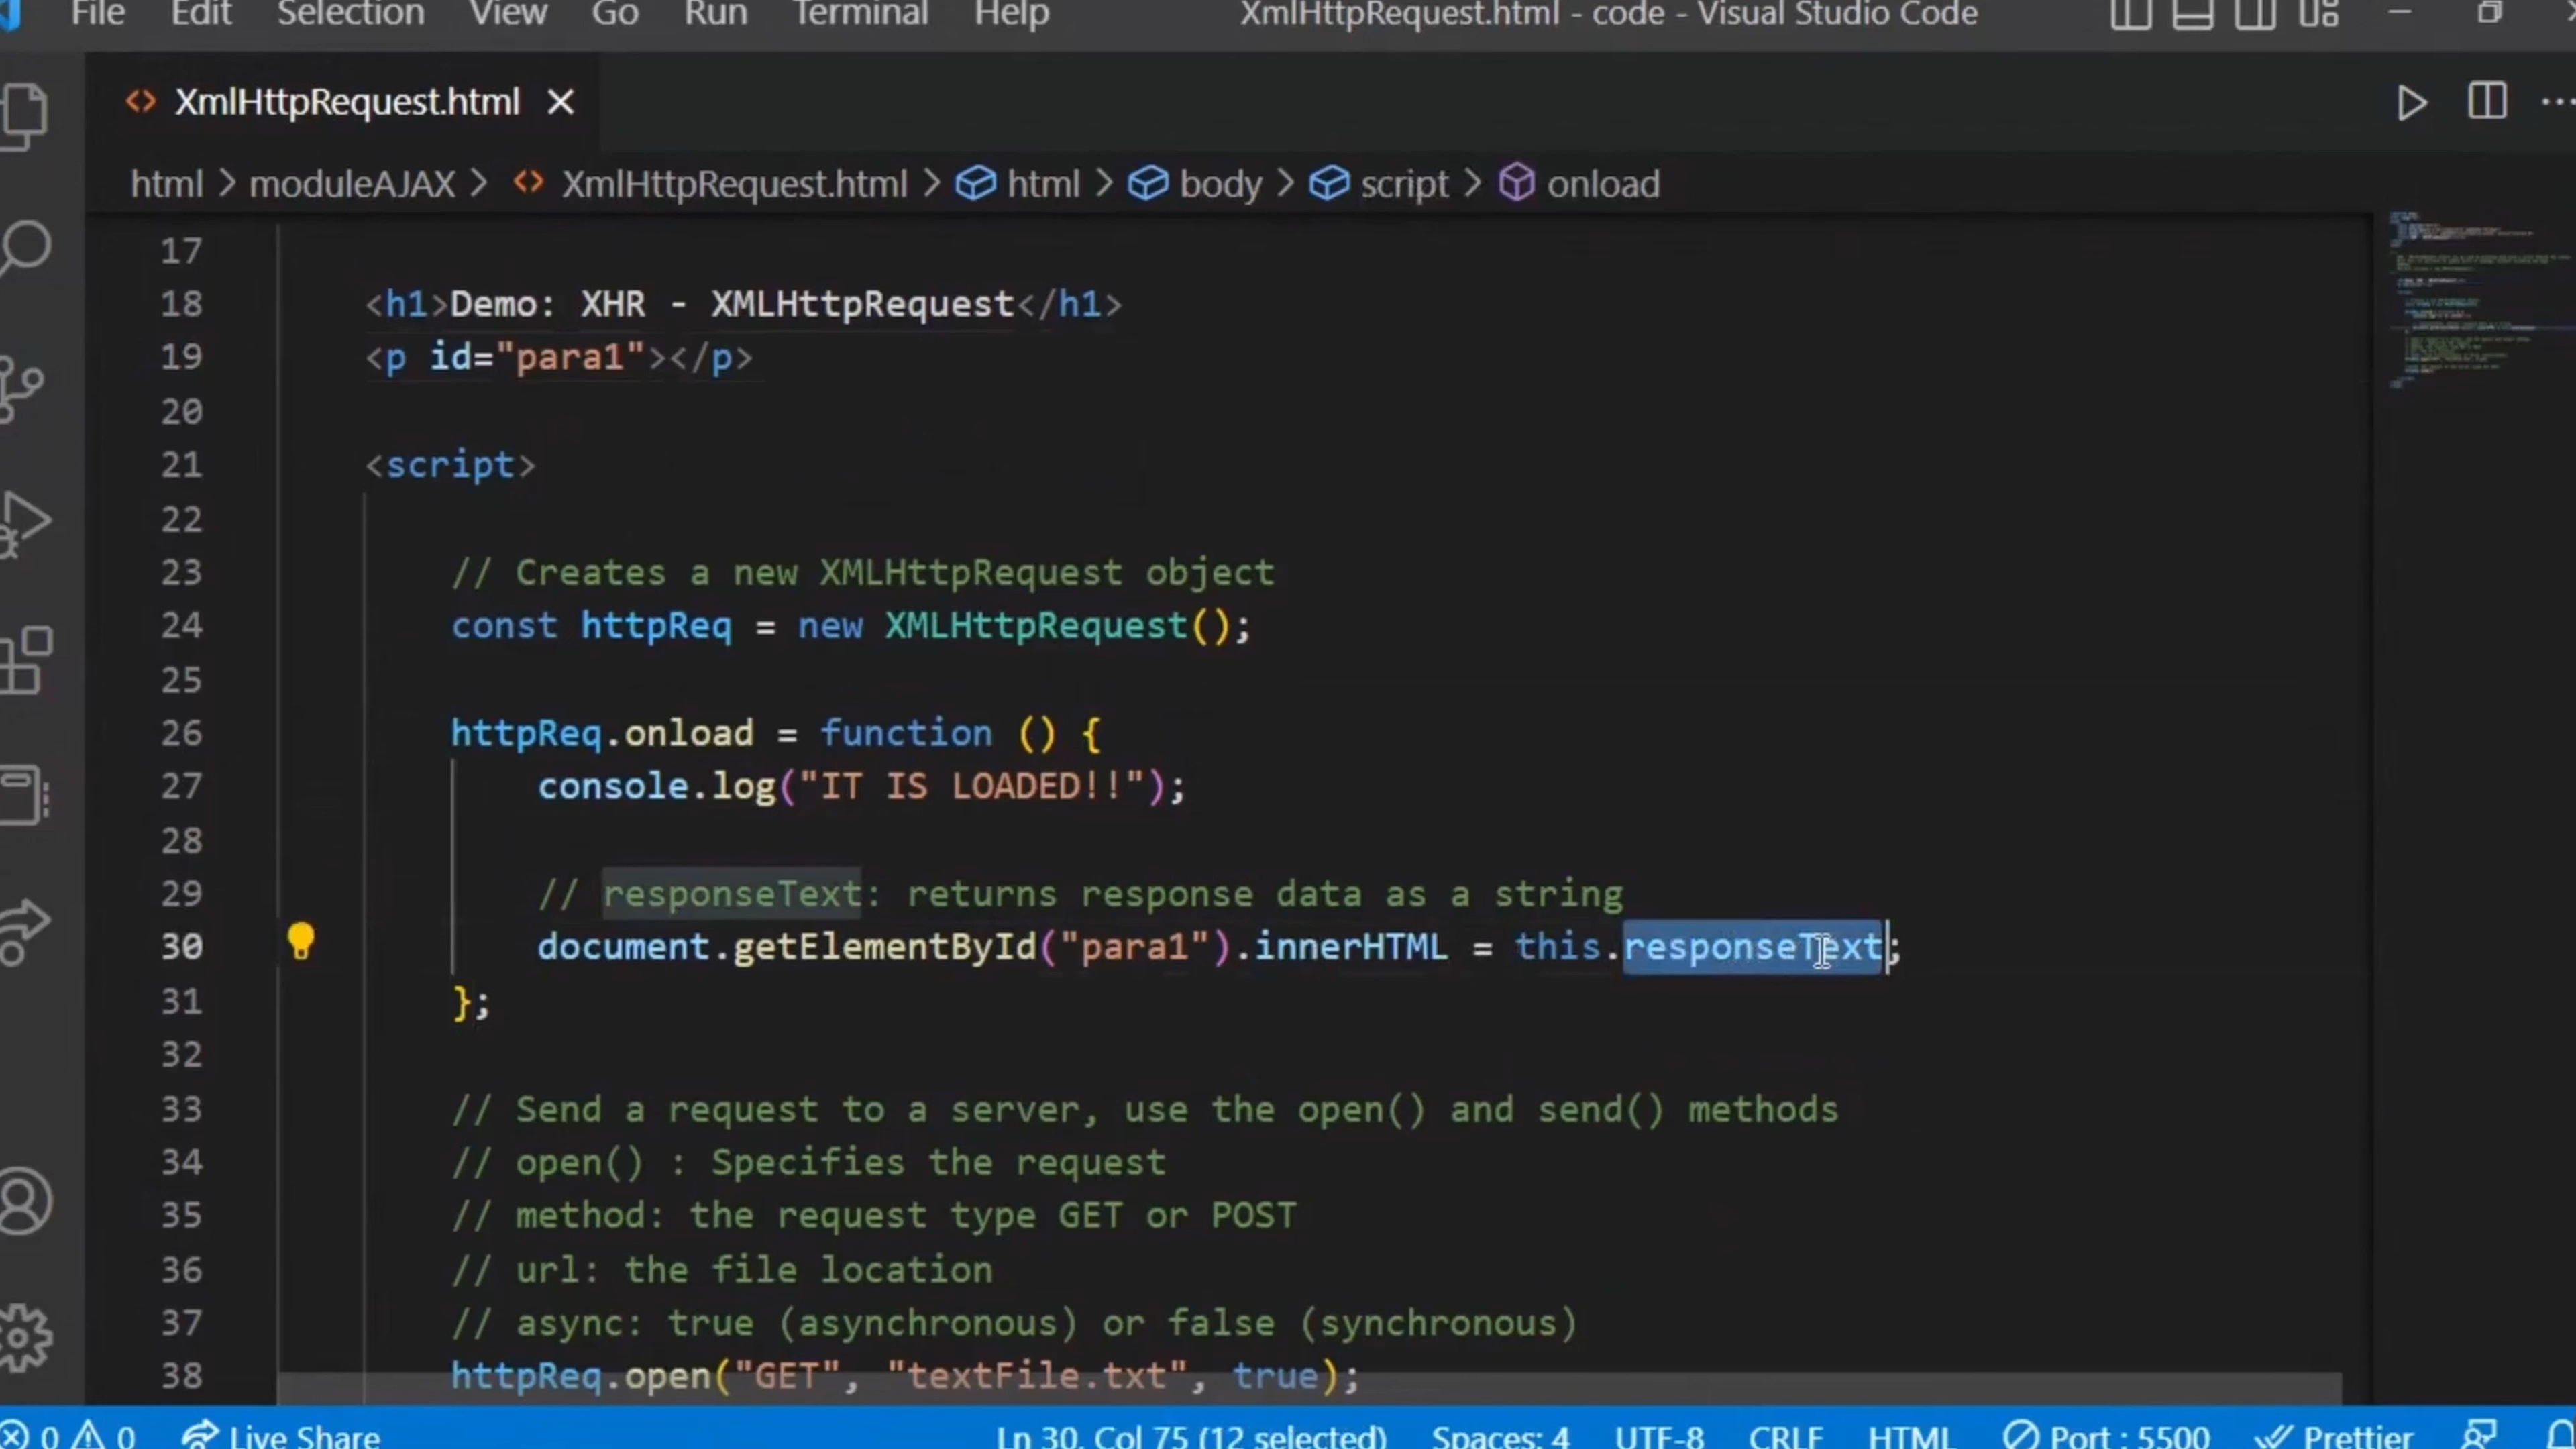 File Edit Selection View Go Run Terminal Help XmlHttpRequest.html - code - Visual Studio Code
XmlHttpRequest.html
html > moduleAJAX > XmlHttpRequest.html > html > body > script > onload
17
18 <h1>Demo: XHR - XMLHttpRequest</h1>
19 <p id="para1"></p>
20
21 <script>
22
23 // Creates a new XMLHttpRequest object
24 const httpReq = new XMLHttpRequest();
25
26 httpReq.onload = function () {
27 console.log("IT IS LOADED!!");
28
29 // responseText: returns response data as a string
30 document.getElementById("para1").innerHTML = this.responseText;
31 };
32
33 // Send a request to a server, use the open() and send() methods
34 // open() : Specifies the request
35 // method: the request type GET or POST
36 // url: the file location
37 // async: true (asynchronous) or false (synchronous)
38 httpReq.open("GET", "textFile.txt", true);
0 0 Live Share Ln 30, Col 75 (12 selected) Spaces: 4 UTF-8 CRLF HTML Port : 5500 Prettier